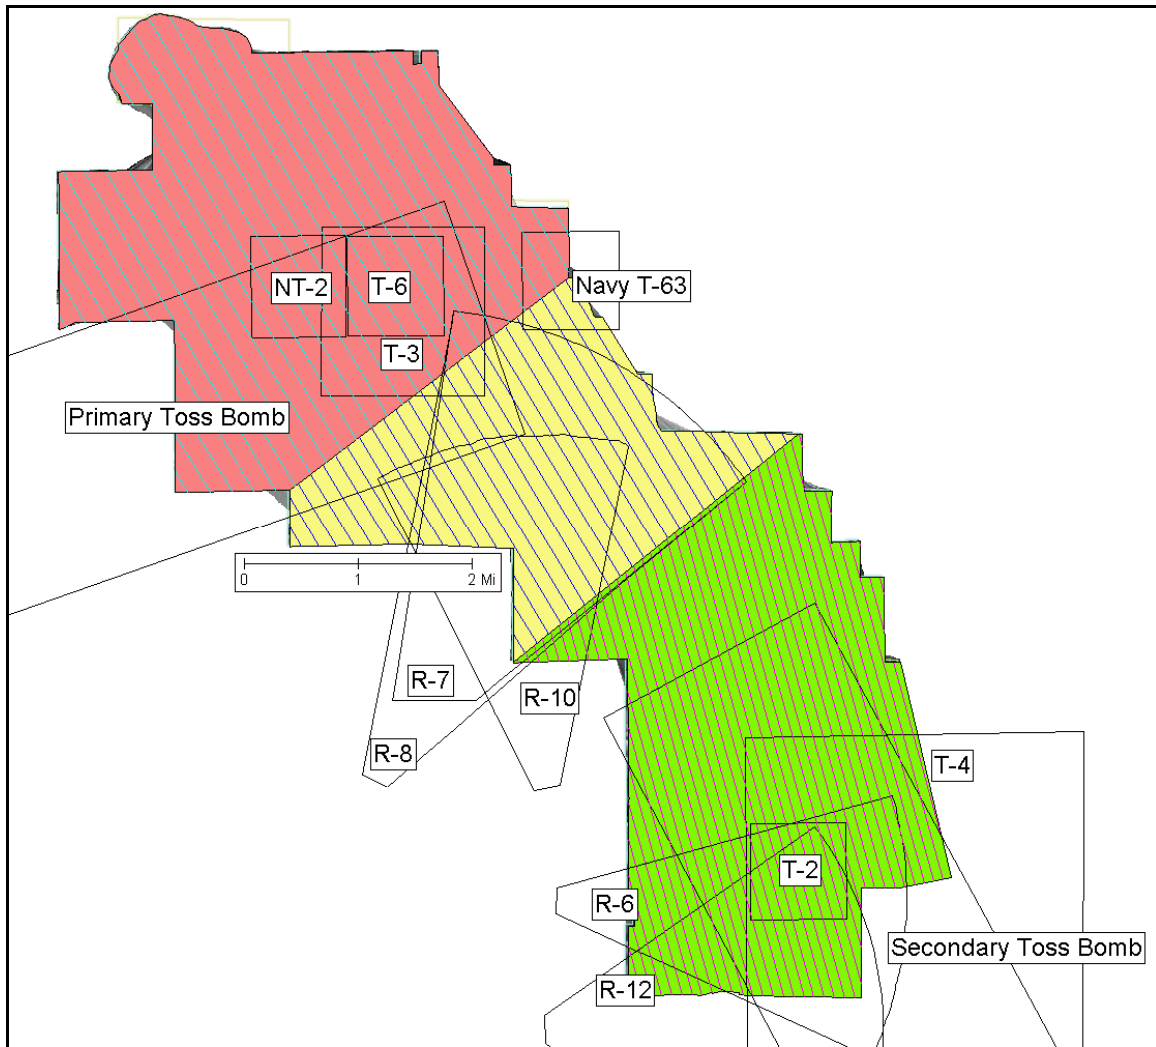 NT-2
T-6
Navy T-63
T-3
Primary Toss Bomb
0 1 2 Mi
R-7
R-10
R-8
T-4
T-2
R-6
Secondary Toss Bomb
R-12